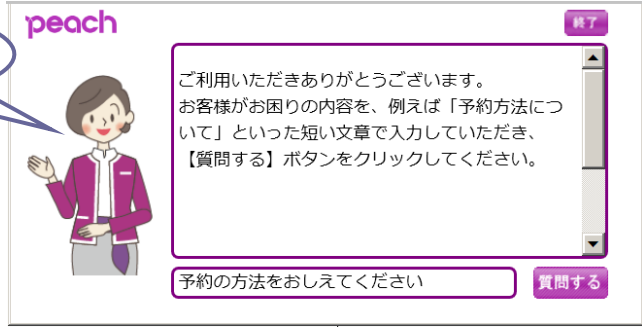 peach
終了
ご利用いただきありがとうございます。
お客様がお困りの内容を、例えば「予約方法につ
いて」といった短い文章で入力していただき、
【質問する】ボタンをクリックしてください。
予約の方法をおしえてください
質問する